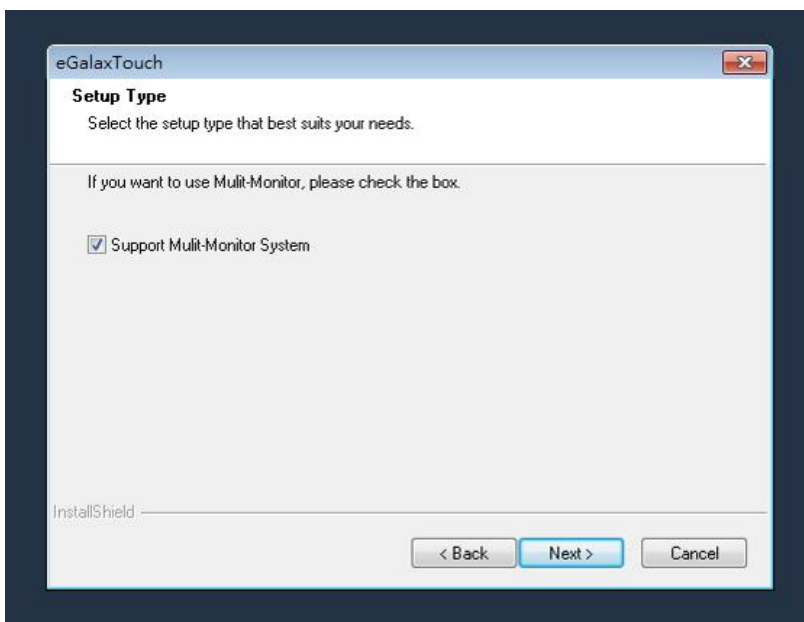 eGalaxTouch
Setup Type
Select the setup type that best suits your needs.
If you want to use Mulit-Monitor, please check the box.
Support Mulit-Monitor System
InstallShield
< Back Next > Cancel